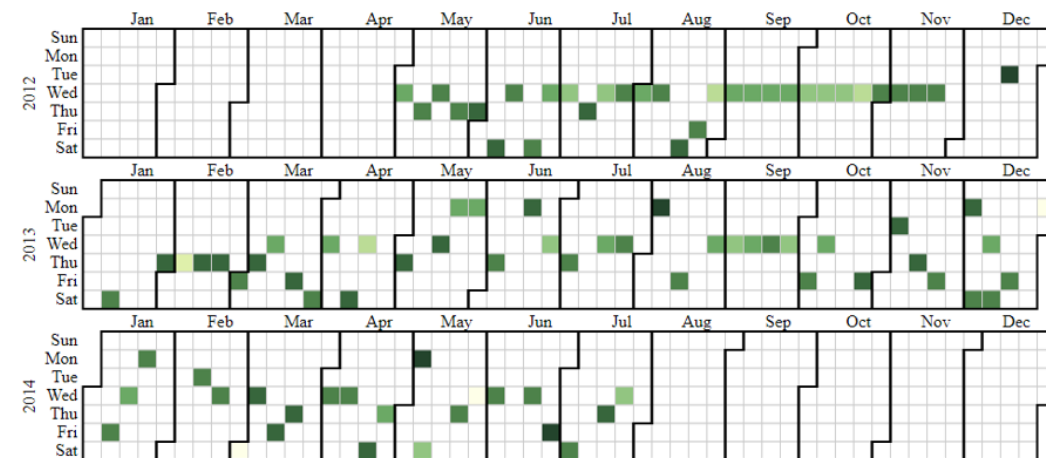 Jan Feb Mar Apr May Jun Jul Aug Sep Oct Nov Dec
Sun
Mon
Tue
Wed
Thu
Fri
Sat
2012
Jan Feb Mar Apr May Jun Jul Aug Sep Oct Nov Dec
Sun
Mon
Tue
Wed
Thu
Fri
Sat
2013
Jan Feb Mar Apr May Jun Jul Aug Sep Oct Nov Dec
Sun
Mon
Tue
Wed
Thu
Fri
Sat
2014